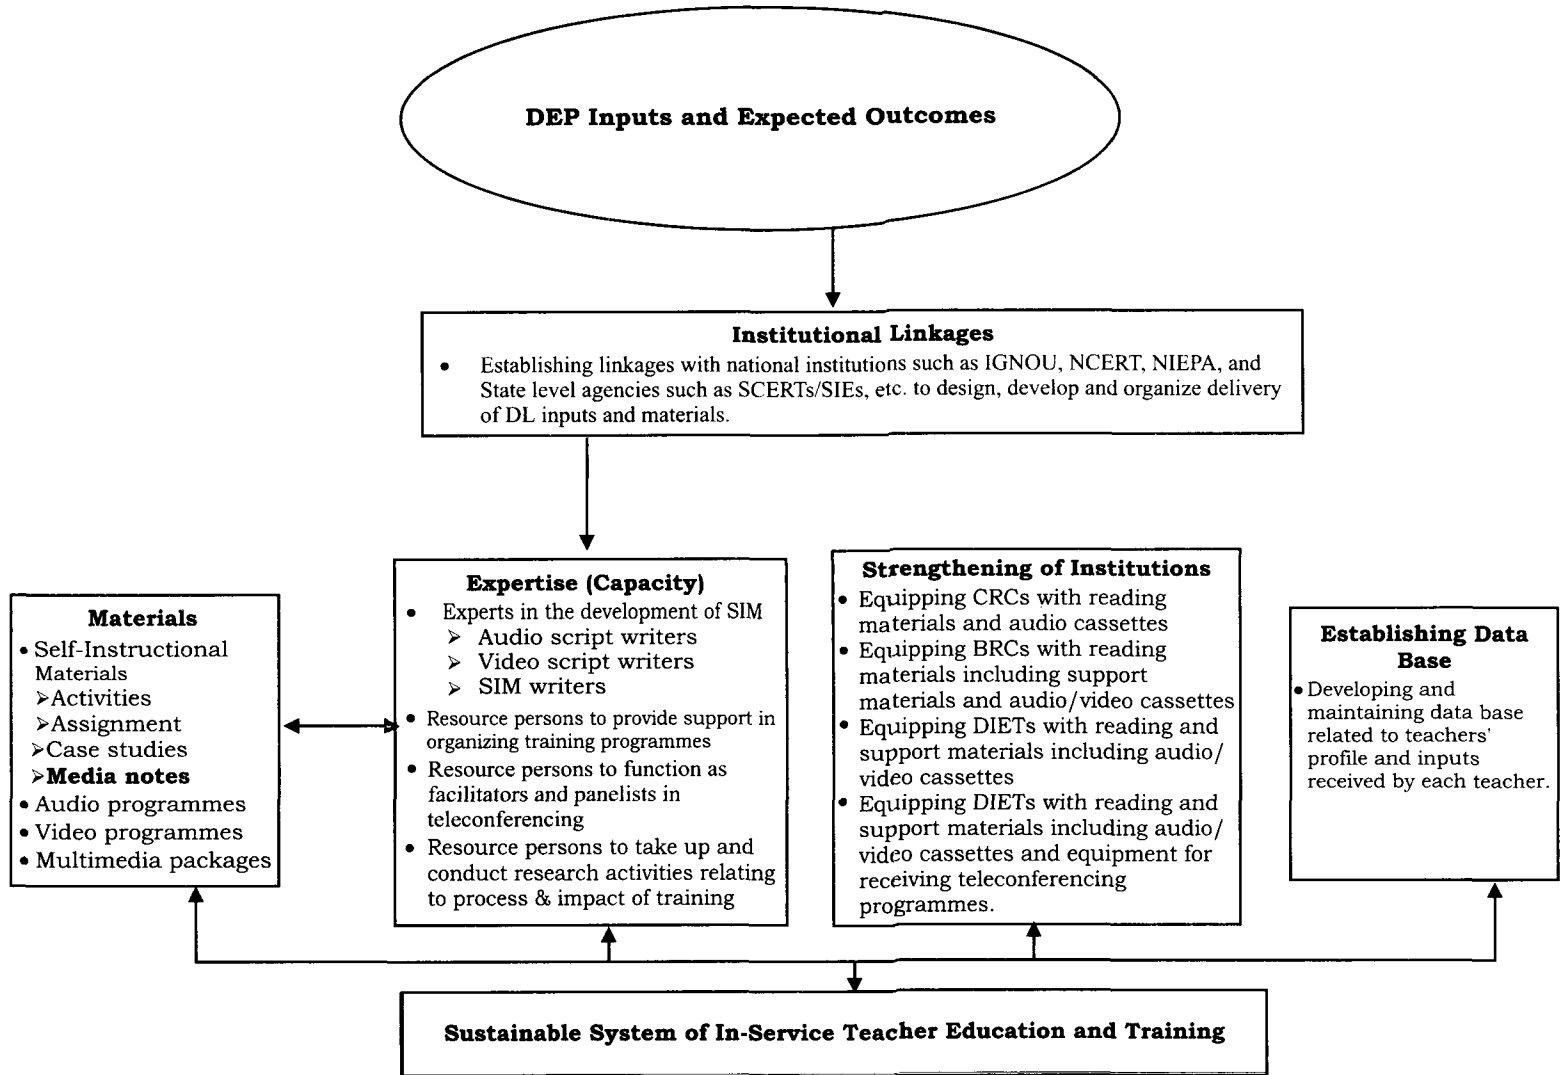 DEP Inputs and Expected Outcomes
Institutional Linkages
• Establishing linkages with national institutions such as IGNOU, NCERT, NIEPA, and
State level agencies such as SCERTs/SIEs, etc. to design, develop and organize delivery
of DL inputs and materials.
Materials
• Self-Instructional
Materials
➢Activities
➢Assignment
➢Case studies
➢Media notes
• Audio programmes
• Video programmes
• Multimedia packages
Expertise (Capacity)
• Experts in the development of SIM
➢ Audio script writers
➢ Video script writers
➢ SIM writers
• Resource persons to provide support in
organizing training programmes
• Resource persons to function as
facilitators and panelists in
teleconferencing
• Resource persons to take up and
conduct research activities relating
to process & impact of training
Strengthening of Institutions
• Equipping CRCs with reading
materials and audio cassettes
• Equipping BRCs with reading
materials including support
materials and audio/video cassettes
• Equipping DIETs with reading and
support materials including audio/
video cassettes
• Equipping DIETs with reading and
support materials including audio/
video cassettes and equipment for
receiving teleconferencing
programmes.
Establishing Data
Base
• Developing and
maintaining data base
related to teachers'
profile and inputs
received by each teacher.
Sustainable System of In-Service Teacher Education and Training